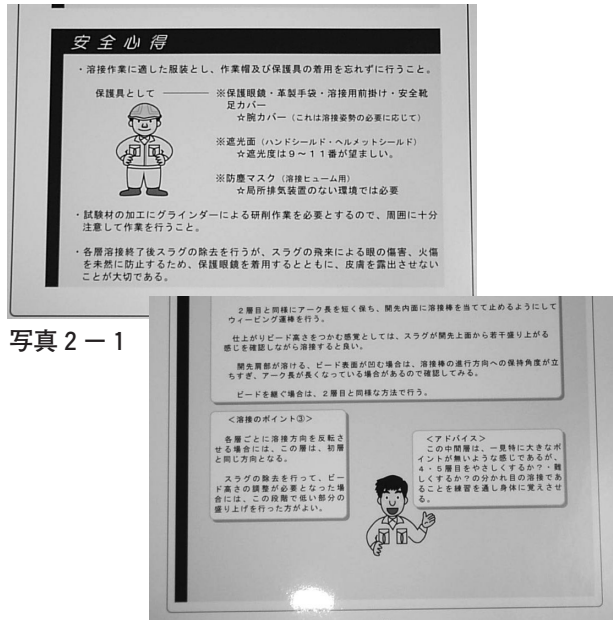 安全心得
・溶接作業に適した服装とし、作業帽及び保護具の着用を忘れずに行うこと。
保護具として ※保護眼鏡・革製手袋・溶接用前掛け・安全靴
足カバー
☆腕カバー（これは溶接姿勢の必要に応じて）
※遮光面（ハンドシールド・ヘルメットシールド）
☆遮光度は９～１１番が望ましい。
※防塵マスク（溶接ヒューム用）
☆局所排気装置のない環境では必要
・試験材の加工にグラインダーによる研削作業を必要とするので、周囲に十分
注意して作業を行うこと。
・各層溶接終了後スラグの除去を行うが、スラグの飛来による眼の傷害、火傷
を未然に防止するため、保護眼鏡を着用するとともに、皮膚を露出させない
ことが大切である。
写真２－１
２層目と同様にアーク長を短く保ち、開先内面に溶接棒を当てて止めるようにして
ウィービング運棒を行う。
仕上がりビード高さをつかむ感覚としては、スラグが開先上面から若干盛り上がる
感じを確認しながら溶接すると良い。
開先肩部が溶ける、ビード表面が凹む場合は、溶接棒の進行方向への保持角度が立
ちすぎ、アーク長が長くなっている場合があるので確認してみる。
ビードを継ぐ場合は、２層目と同様な方法で行う。
＜溶接のポイント③＞
各層ごとに溶接方向を反転さ
せる場合には、この層は、初層
と同じ方向となる。
スラグの除去を行って、ビー
ド高さの調整が必要となった場
合には、この段階で低い部分の
盛り上げを行った方がよい。
＜アドバイス＞
この中間層は、一見特に大きなポ
イントが無いような感じであるが、
４・５層目をやさしくするか？・難
しくするか？の分かれ目の溶接であ
ることを練習を通し身体に覚えさせ
る。